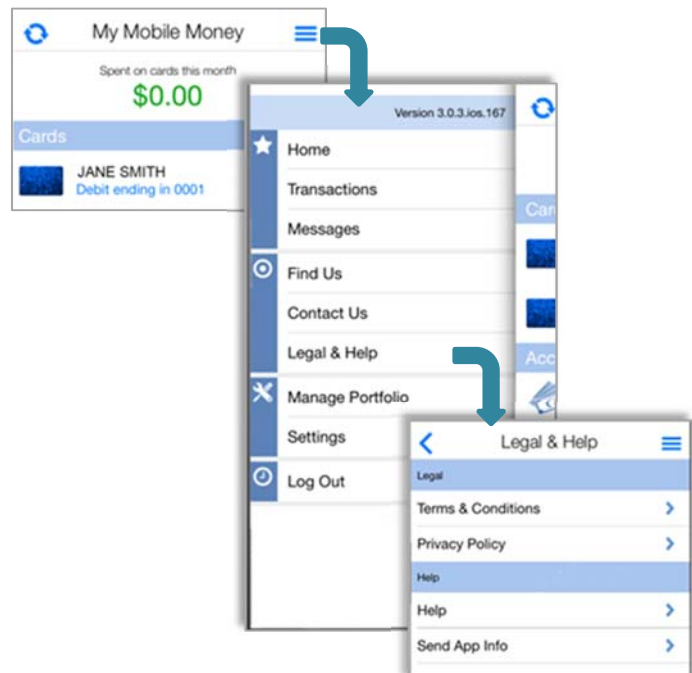 My Mobile Money
Spent on cards this month
$0.00
Cards
JANE SMITH
Debit ending in 0001
Version 3.0.3.ios.167
Home
Transactions
Messages
Find Us
Contact Us
Legal & Help
Manage Portfolio
Settings
Log Out
Car
Acc
Legal & Help
Legal
Terms & Conditions
Privacy Policy
Help
Help
Send App Info